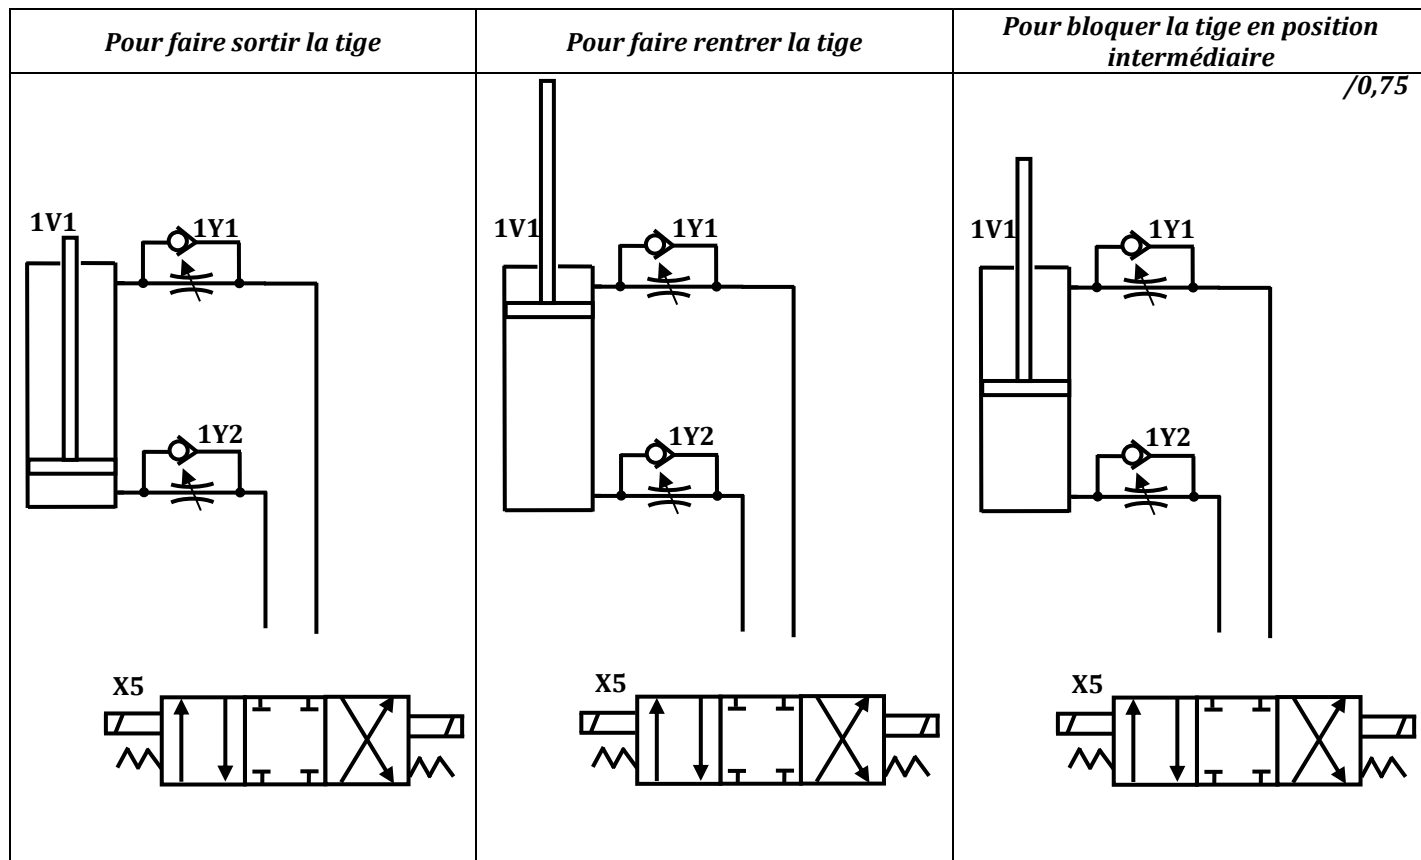 Pour faire sortir la tige
Pour faire rentrer la tige
Pour bloquer la tige en position
intermédiaire
/0,75
1V1
1Y1
1Y2
X5
1V1
1Y1
1Y2
X5
1V1
1Y1
1Y2
X5